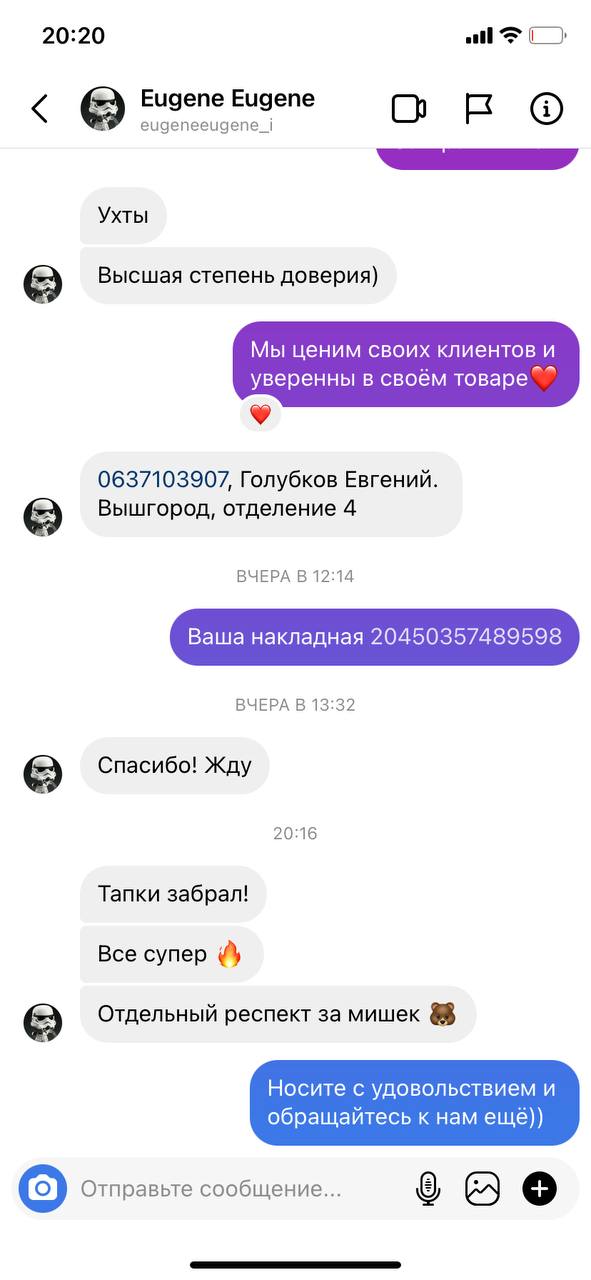 20:20
Eugene Eugene
eugeneeugene_i
Ухты
Высшая степень доверия)
Мы ценим своих клиентов и
уверенны в своём товаре❤️
❤️
0637103907, Голубков Евгений.
Вышгород, отделение 4
ВЧЕРА В 12:14
Ваша накладная 20450357489598
ВЧЕРА В 13:32
Спасибо! Жду
20:16
Тапки забрал!
Все супер 🔥
Отдельный респект за мишек 🐻
Носите с удовольствием и
обращайтесь к нам ещё))
Отправьте сообщение...